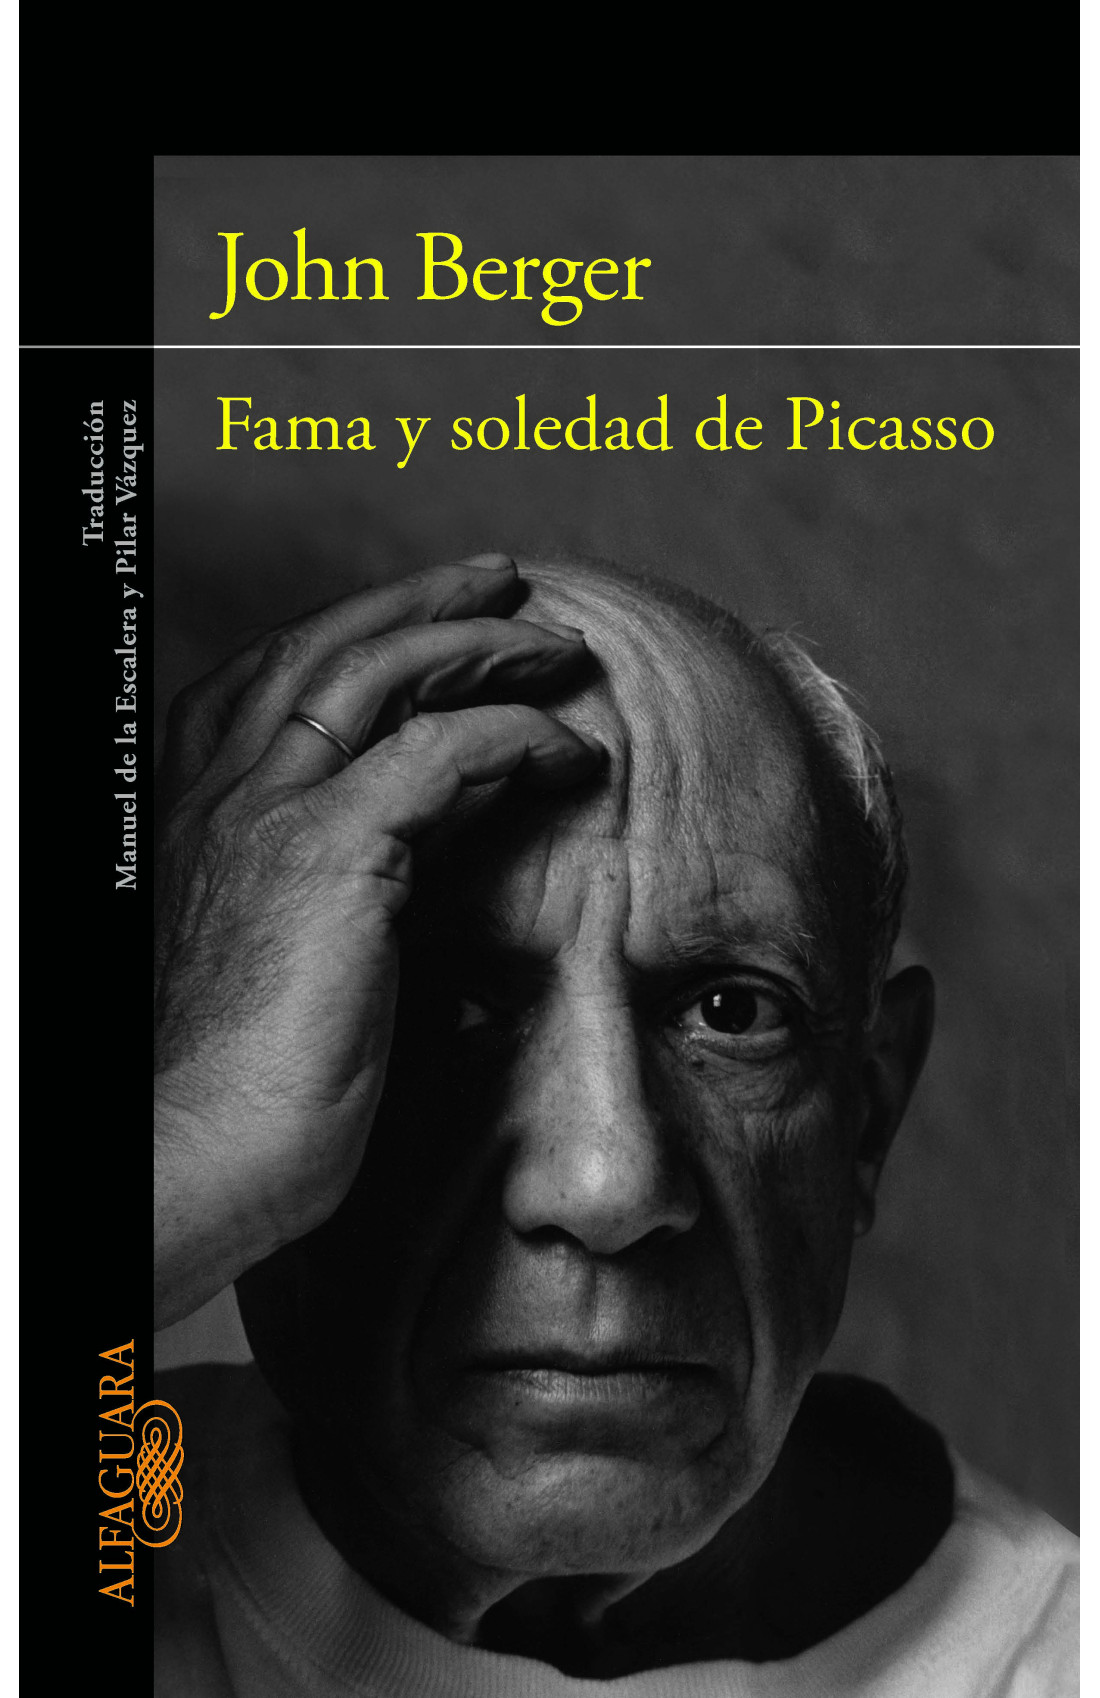 John Berger
Fama y soledad de Picasso
Traducción
Manuel de la Escalera y Pilar Vázquez
ALFAGUARA